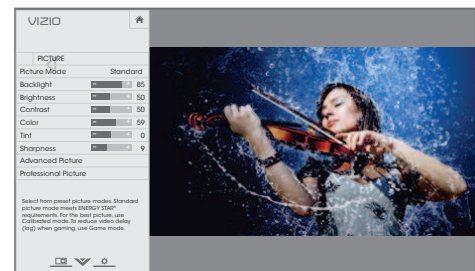 VIZIO
PICTURE
Picture Mode Standard
Backlight 85
Brightness 50
Contrast 50
Color 59
Tint 0
Sharpness 9
Advanced Picture
Professional Picture
Select from preset picture modes. Standard
picture mode meets ENERGY STAR®
requirements. For the best picture, use
Calibrated mode. To reduce video delay
(lag) when gaming, use Game mode.